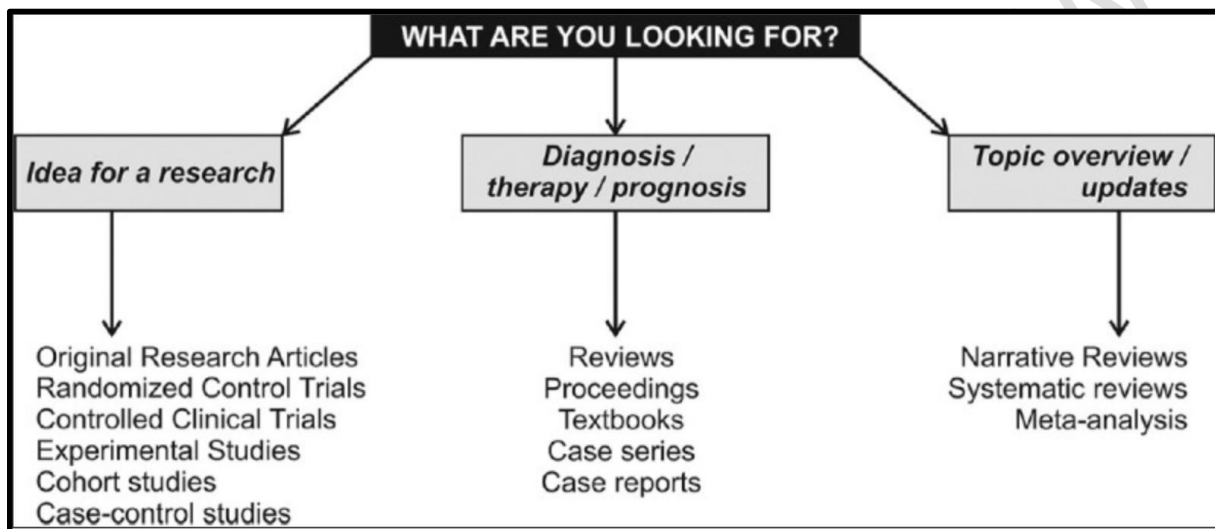 WHAT ARE YOU LOOKING FOR?
Idea for a research
Diagnosis /
therapy / prognosis
Topic overview /
updates
Original Research Articles
Randomized Control Trials
Controlled Clinical Trials
Experimental Studies
Cohort studies
Case-control studies
Reviews
Proceedings
Textbooks
Case series
Case reports
Narrative Reviews
Systematic reviews
Meta-analysis